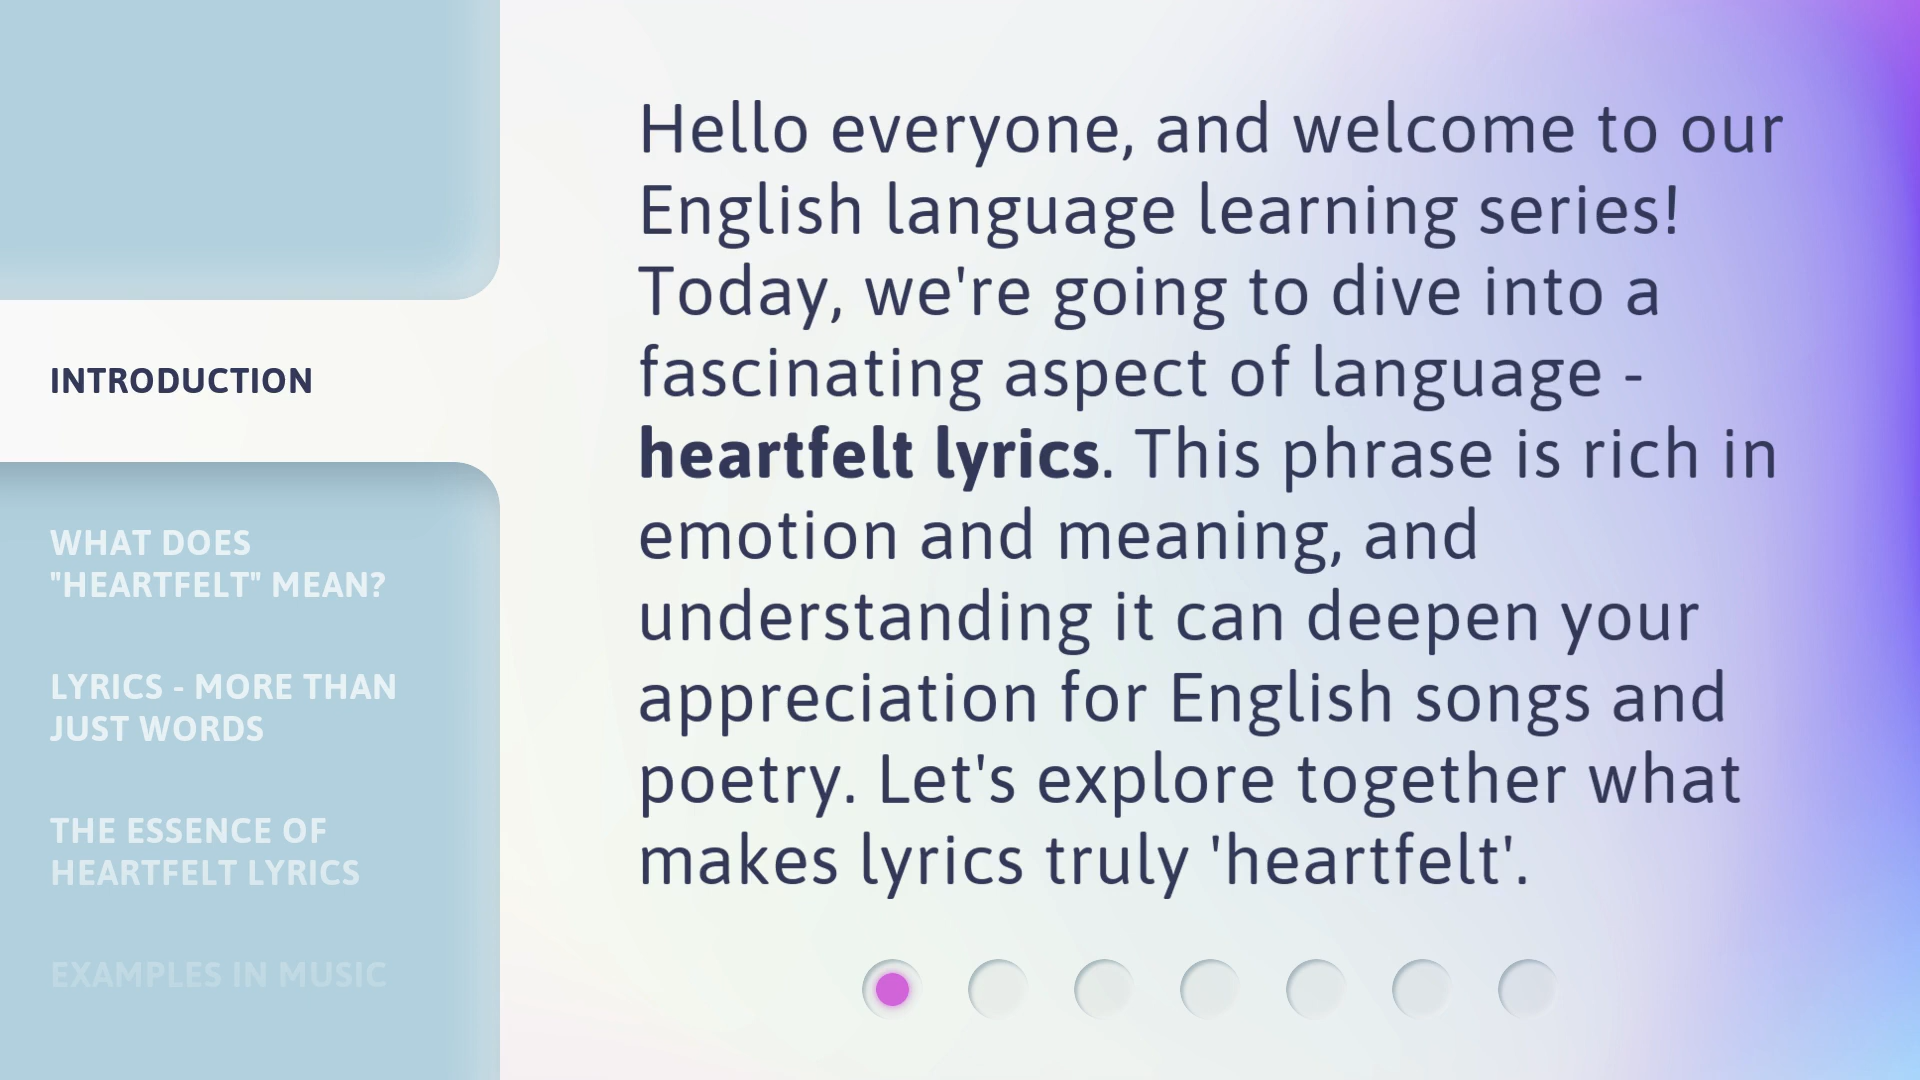 INTRODUCTION
WHAT DOES
"HEARTFELT" MEAN?
LYRICS - MORE THAN
JUST WORDS
THE ESSENCE OF
HEARTFELT LYRICS
EXAMPLES IN MUSIC
Hello everyone, and welcome to our
English language learning series!
Today, we're going to dive into a
fascinating aspect of language -
heartfelt lyrics. This phrase is rich in
emotion and meaning, and
understanding it can deepen your
appreciation for English songs and
poetry. Let's explore together what
makes lyrics truly 'heartfelt'.